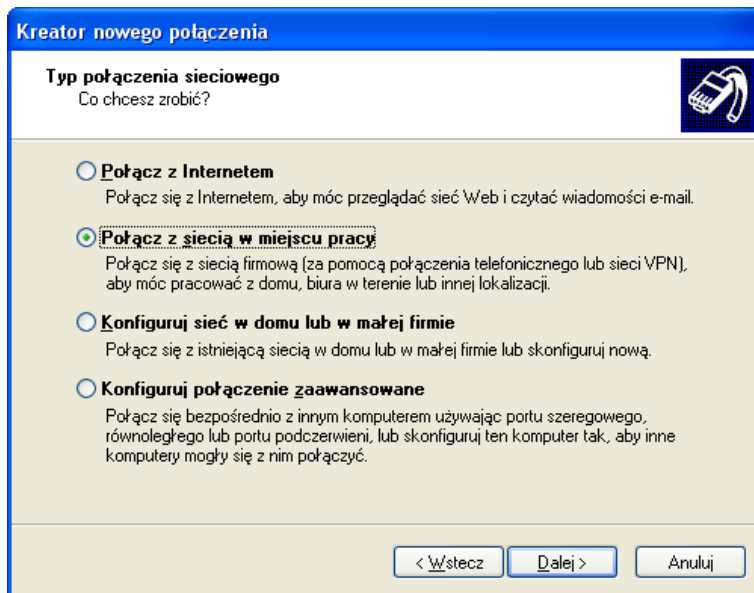 Kreator nowego połączenia
Typ połączenia sieciowego
Co chcesz zrobić?
Połącz z Internetem
Połącz się z Internetem, aby móc przeglądać sieć Web i czytać wiadomości e-mail.
Połącz z siecią w miejscu pracy
Połącz się z siecią firmową (za pomocą połączenia telefonicznego lub sieci VPN),
aby móc pracować z domu, biura w terenie lub innej lokalizacji.
Konfiguruj sieć w domu lub w małej firmie
Połącz się z istniejącą siecią w domu lub w małej firmie lub skonfiguruj nową.
Konfiguruj połączenie zaawansowane
Połącz się bezpośrednio z innym komputerem używając portu szeregowego,
równoległego lub portu podczerwieni, lub skonfiguruj ten komputer tak, aby inne
komputery mogły się z nim połączyć.
< Wstecz Dalej > Anuluj